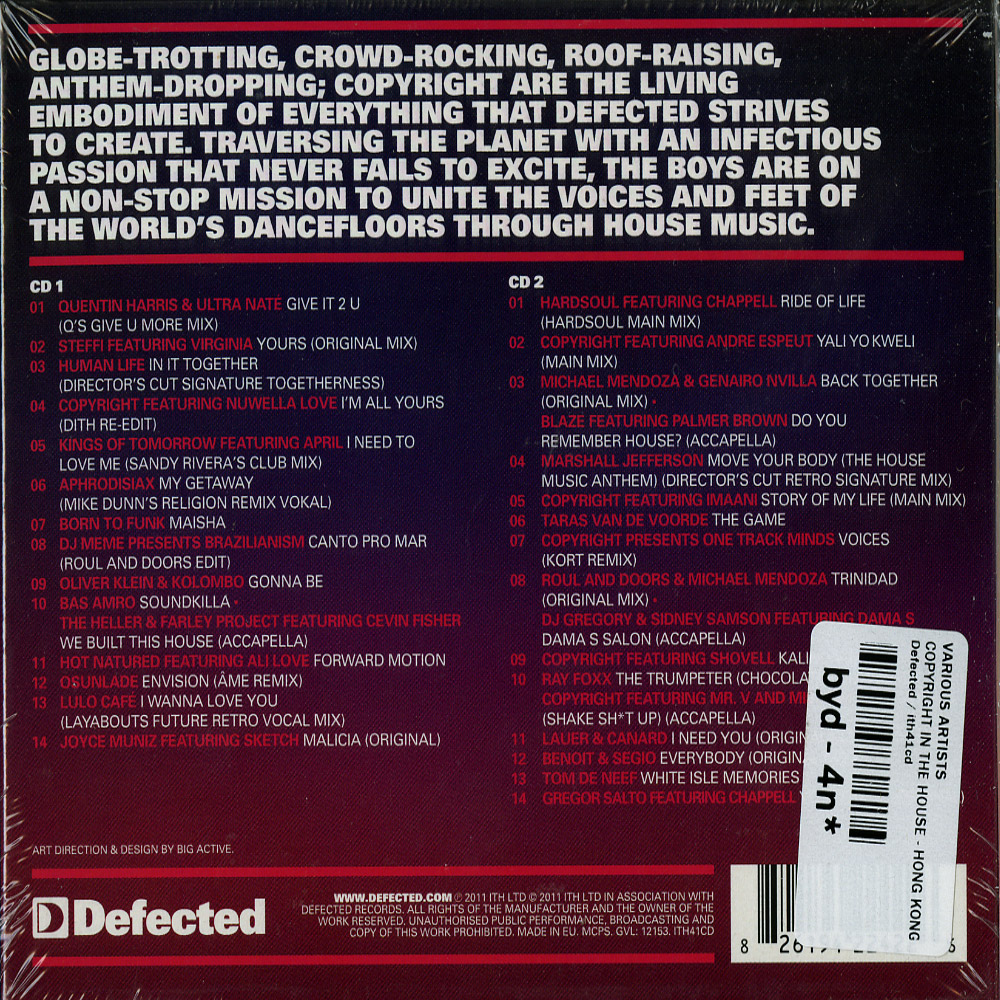 GLOBE-TROTTING, CROWD-ROCKING, ROOF-RAISING,
ANTHEM-DROPPING; COPYRIGHT ARE THE LIVING
EMBODIMENT OF EVERYTHING THAT DEFECTED STRIVES
TO CREATE. TRAVERSING THE PLANET WITH AN INFECTIOUS
PASSION THAT NEVER FAILS TO EXCITE, THE BOYS ARE ON
A NON-STOP MISSION TO UNITE THE VOICES AND FEET OF
THE WORLD'S DANCEFLOORS THROUGH HOUSE MUSIC.
CD 1
01 QUENTIN HARRIS & ULTRA NATÉ GIVE IT 2 U
(Q'S GIVE U MORE MIX)
02 STEFFI FEATURING VIRGINIA YOURS (ORIGINAL MIX)
03 HUMAN LIFE IN IT TOGETHER
(DIRECTOR'S CUT SIGNATURE TOGETHERNESS)
04 COPYRIGHT FEATURING NUWELLA LOVE I'M ALL YOURS
(DITH RE-EDIT)
05 KINGS OF TOMORROW FEATURING APRIL I NEED TO
LOVE ME (SANDY RIVERA'S CLUB MIX)
06 APHRODISIAX MY GETAWAY
(MIKE DUNN'S RELIGION REMIX VOKAL)
07 BORN TO FUNK MAISHA
08 DJ MEME PRESENTS BRAZILIANISM CANTO PRO MAR
(ROUL AND DOORS EDIT)
09 OLIVER KLEIN & KOLOMBO GONNA BE
10 BAS AMRO SOUNDKILLA •
THE HELLER & FARLEY PROJECT FEATURING CEVIN FISHER
WE BUILT THIS HOUSE (ACCAPELLA)
11 HOT NATURED FEATURING ALI LOVE FORWARD MOTION
12 OSUNLADE ENVISION (ÂME REMIX)
13 LULO CAFÉ I WANNA LOVE YOU
(LAYABOUTS FUTURE RETRO VOCAL MIX)
14 JOYCE MUNIZ FEATURING SKETCH MALICIA (ORIGINAL)
CD 2
01 HARDSOUL FEATURING CHAPPELL RIDE OF LIFE
(HARDSOUL MAIN MIX)
02 COPYRIGHT FEATURING ANDRE ESPEUT YALI YO KWELI
(MAIN MIX)
03 MICHAEL MENDOZA & GENAIRO NVILLA BACK TOGETHER
(ORIGINAL MIX) •
BLAZE FEATURING PALMER BROWN DO YOU
REMEMBER HOUSE? (ACCAPELLA)
04 MARSHALL JEFFERSON MOVE YOUR BODY (THE HOUSE
MUSIC ANTHEM) (DIRECTOR'S CUT RETRO SIGNATURE MIX)
05 COPYRIGHT FEATURING IMAANI STORY OF MY LIFE (MAIN MIX)
06 TARAS VAN DE VOORDE THE GAME
07 COPYRIGHT PRESENTS ONE TRACK MINDS VOICES
(KORT REMIX)
08 ROUL AND DOORS & MICHAEL MENDOZA TRINIDAD
(ORIGINAL MIX) •
DJ GREGORY & SIDNEY SAMSON FEATURING DAMA S
DAMA S SALON (ACCAPELLA)
09 COPYRIGHT FEATURING SHOVELL KALI
10 RAY FOXX THE TRUMPETER (CHOCOLA
COPYRIGHT FEATURING MR. V AND MI
(SHAKE SH*T UP) (ACCAPELLA)
11 LAUER & CANARD I NEED YOU (ORIGIN
12 BENOIT & SEGIO EVERYBODY (ORIGIN
13 TOM DE NEEF WHITE ISLE MEMORIES
14 GREGOR SALTO FEATURING CHAPPELL
VARIOUS ARTISTS
COPYRIGHT IN THE HOUSE - HONG KONG
Defected / ith41cd
byd - 4n*
ART DIRECTION & DESIGN BY BIG ACTIVE.
Defected
WWW.DEFECTED.COM ℗ 2011 ITH LTD © 2011 ITH LTD IN ASSOCIATION WITH
DEFECTED RECORDS. ALL RIGHTS OF THE MANUFACTURER AND THE OWNER OF THE
WORK RESERVED. UNAUTHORISED PUBLIC PERFORMANCE, BROADCASTING AND
COPY OF THIS WORK PROHIBITED. MADE IN EU. MCPS. GVL: 12153. ITH41CD